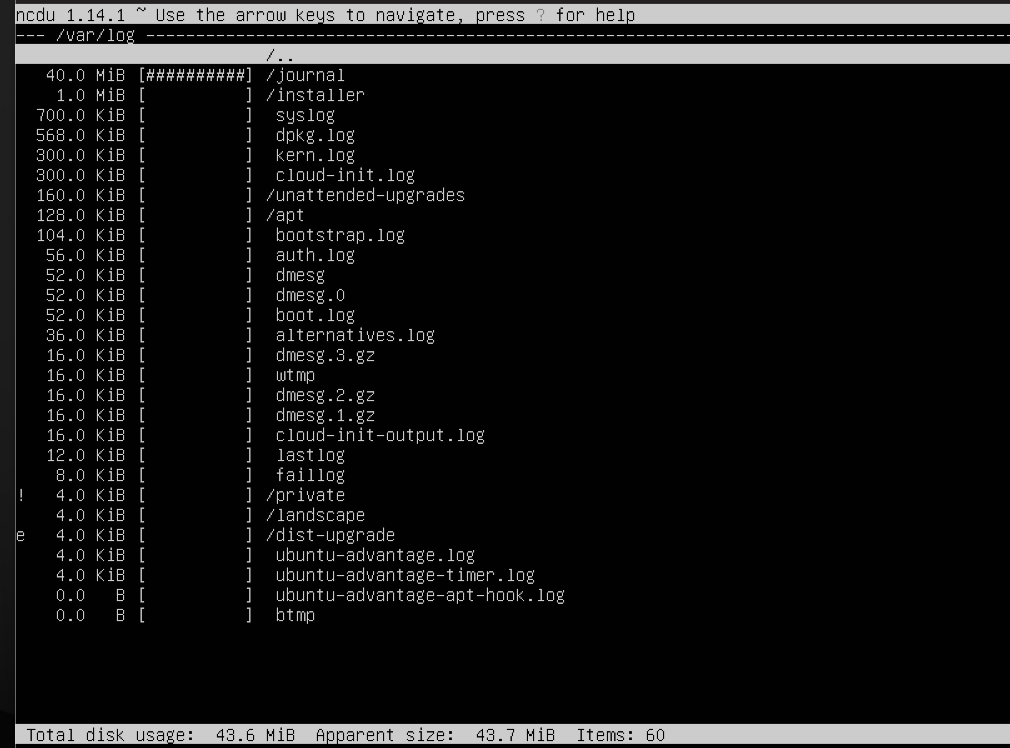 ncdu 1.14.1 ~ Use the arrow keys to navigate, press ? for help
--- /var/log ----------------------------------------------------------------------------------------
                         /..
   40.0 MiB [##########] /journal
    1.0 MiB [          ] /installer
  700.0 KiB [          ]  syslog
  568.0 KiB [          ]  dpkg.log
  300.0 KiB [          ]  kern.log
  300.0 KiB [          ]  cloud-init.log
  160.0 KiB [          ] /unattended-upgrades
  128.0 KiB [          ] /apt
  104.0 KiB [          ]  bootstrap.log
   56.0 KiB [          ]  auth.log
   52.0 KiB [          ]  dmesg
   52.0 KiB [          ]  dmesg.0
   52.0 KiB [          ]  boot.log
   36.0 KiB [          ]  alternatives.log
   16.0 KiB [          ]  dmesg.3.gz
   16.0 KiB [          ]  wtmp
   16.0 KiB [          ]  dmesg.2.gz
   16.0 KiB [          ]  dmesg.1.gz
   16.0 KiB [          ]  cloud-init-output.log
   12.0 KiB [          ]  lastlog
    8.0 KiB [          ]  faillog
!   4.0 KiB [          ] /private
    4.0 KiB [          ] /landscape
e   4.0 KiB [          ] /dist-upgrade
    4.0 KiB [          ]  ubuntu-advantage.log
    4.0 KiB [          ]  ubuntu-advantage-timer.log
    0.0   B [          ]  ubuntu-advantage-apt-hook.log
    0.0   B [          ]  btmp
 Total disk usage:  43.6 MiB  Apparent size:  43.7 MiB  Items: 60